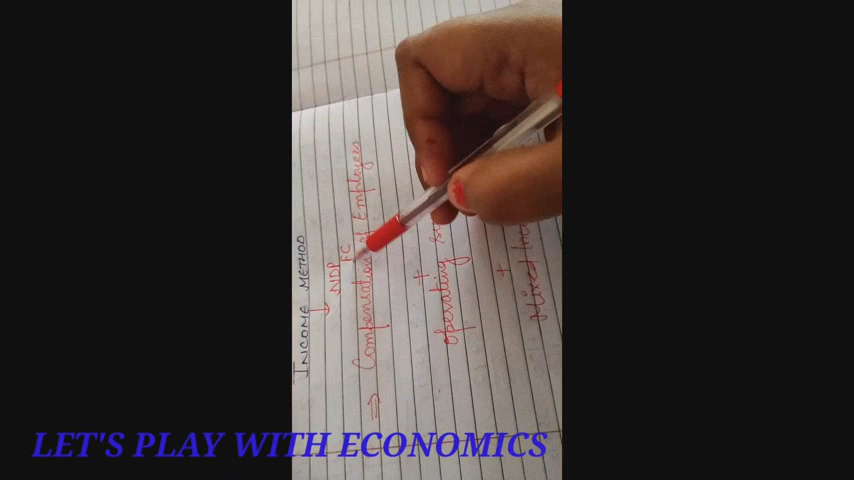 INCOME METHOD
↓
NDP FC
⇒ Compensation of Employees
+
operating
+
Mixed
LET'S PLAY WITH ECONOMICS